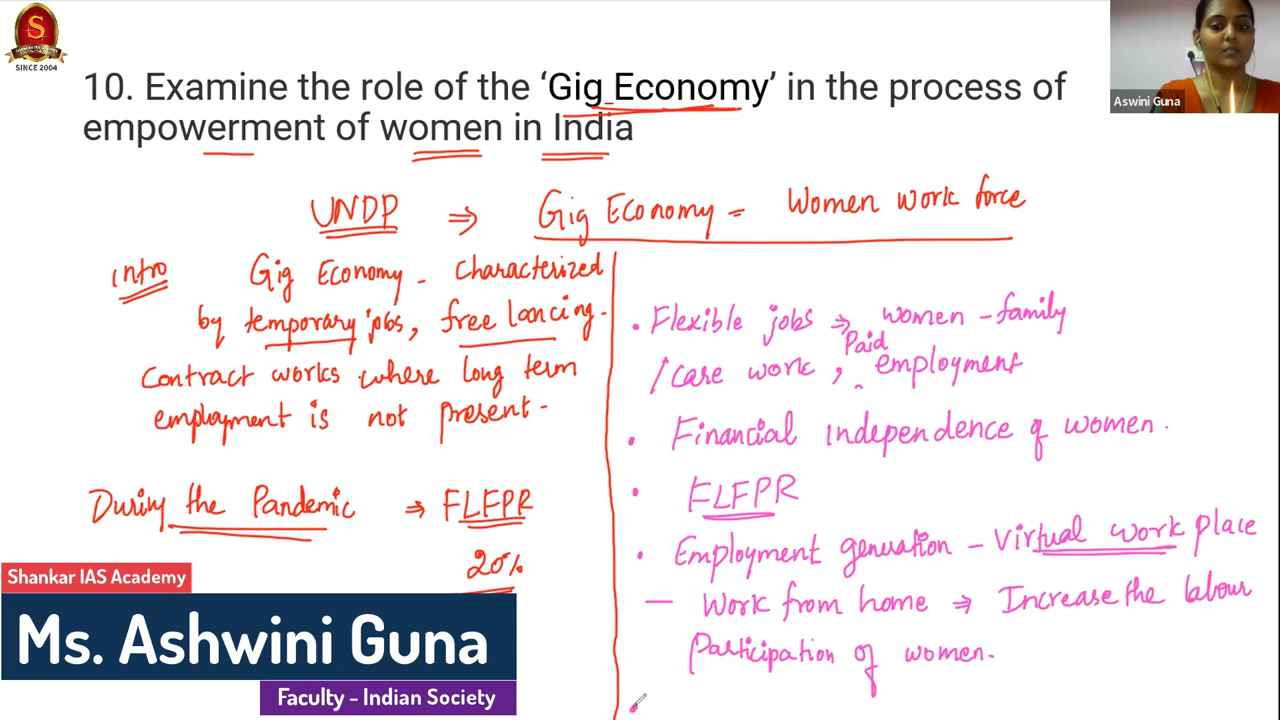 S
SHANKAR IAS ACADEMY
SINCE 2004
Aswini Guna
10. Examine the role of the ‘Gig Economy’ in the process of
empowerment of women in India
UNDP ⇒ Gig Economy = Women work force
intro Gig Economy - characterized
by temporary jobs, free lancing.
contract works where long term
employment is not present.
During the Pandemic ⇒ FLFPR
20%
• Flexible jobs ⇒ women - family
/care work, Paid employment
• Financial independence of women.
• FLFPR
• Employment generation - virtual work place
— Work from home ⇒ Increase the labour
Participation of women.
Shankar IAS Academy
Ms. Ashwini Guna
Faculty - Indian Society